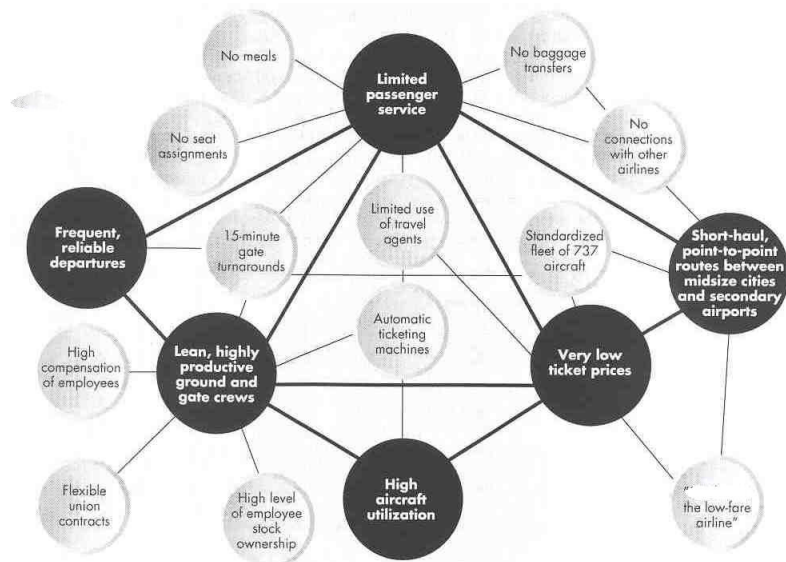 No meals
Limited
passenger
service
No baggage
transfers
No seat
assignments
No
connections
with other
airlines
Frequent,
reliable
departures
15-minute
gate
turnarounds
Limited use
of travel
agents
Standardized
fleet of 737
aircraft
Short-haul,
point-to-point
routes between
midsize cities
and secondary
airports
High
compensation
of employees
Lean, highly
productive
ground and
gate crews
Automatic
ticketing
machines
Very low
ticket prices
Flexible
union
contracts
High level
of employee
stock
ownership
High
aircraft
utilization
the low-fare
airline"